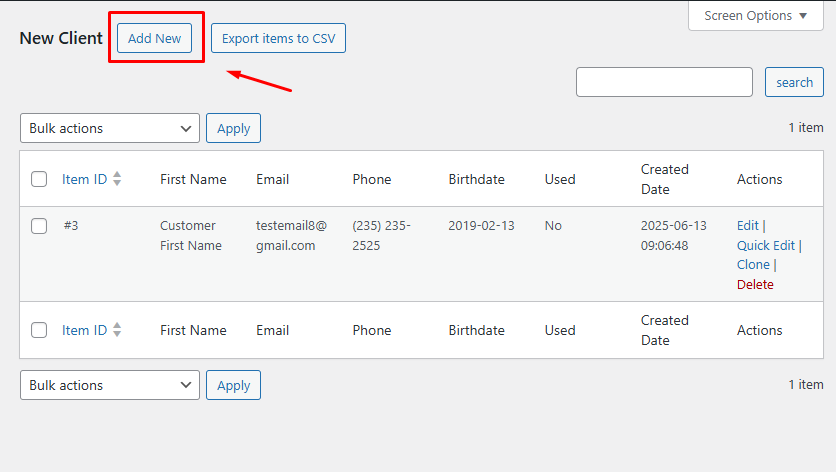 Screen Options ▼
New Client Add New Export items to CSV
search
Bulk actions Apply 1 item
Item ID First Name Email Phone Birthdate Used Created Date Actions
#3 Customer First Name testemail8@gmail.com (235) 235-2525 2019-02-13 No 2025-06-13 09:06:48 Edit | Quick Edit | Clone | Delete
Item ID First Name Email Phone Birthdate Used Created Date Actions
Bulk actions Apply 1 item